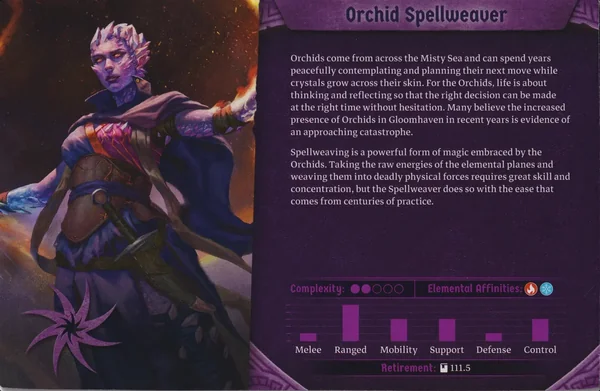 Orchid Spellweaver
Orchids come from across the Misty Sea and can spend years
peacefully contemplating and planning their next move while
crystals grow across their skin. For the Orchids, life is about
thinking and reflecting so that the right decision can be made
at the right time without hesitation. Many believe the increased
presence of Orchids in Gloomhaven in recent years is evidence of
an approaching catastrophe.
Spellweaving is a powerful form of magic embraced by the
Orchids. Taking the raw energies of the elemental planes and
weaving them into deadly physical forces requires great skill and
concentration, but the Spellweaver does so with the ease that
comes from centuries of practice.
Complexity: Elemental Affinities:
Melee Ranged Mobility Support Defense Control
Retirement: 111.5